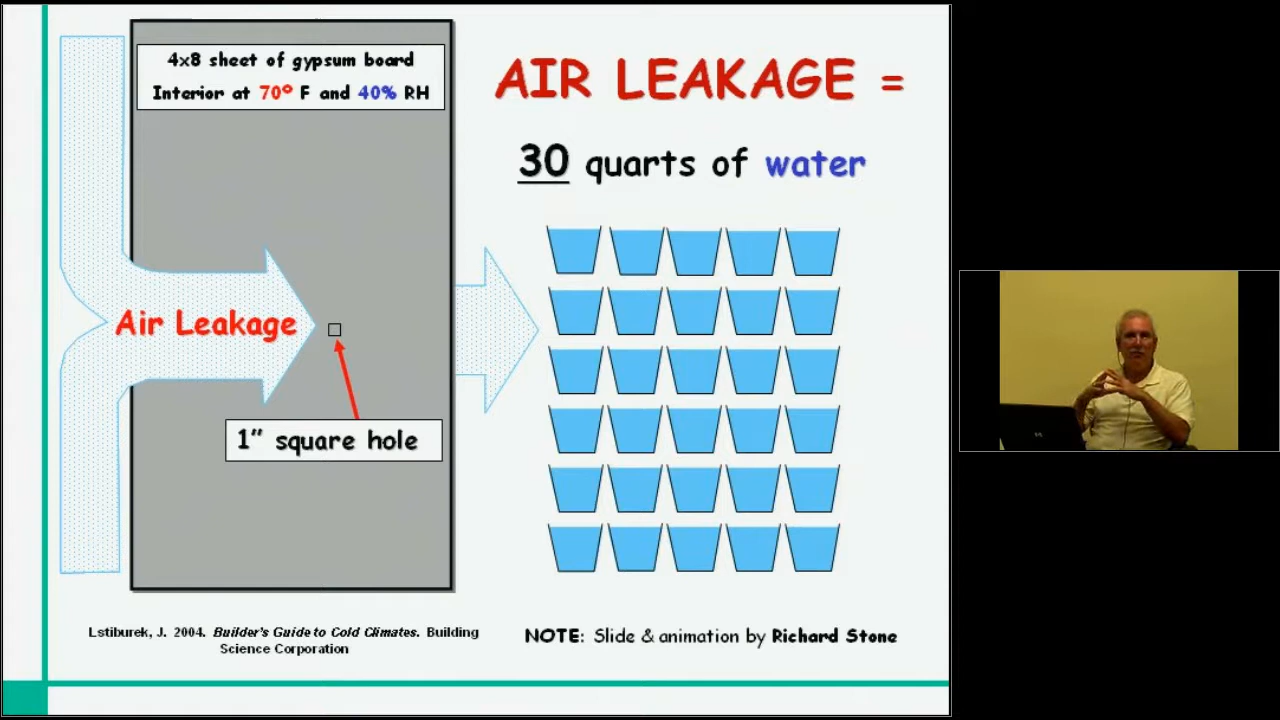 4x8 sheet of gypsum board
Interior at 70º F and 40% RH
AIR LEAKAGE =
30 quarts of water
Air Leakage
1” square hole
Lstiburek, J. 2004. Builder's Guide to Cold Climates. Building
Science Corporation
NOTE: Slide & animation by Richard Stone